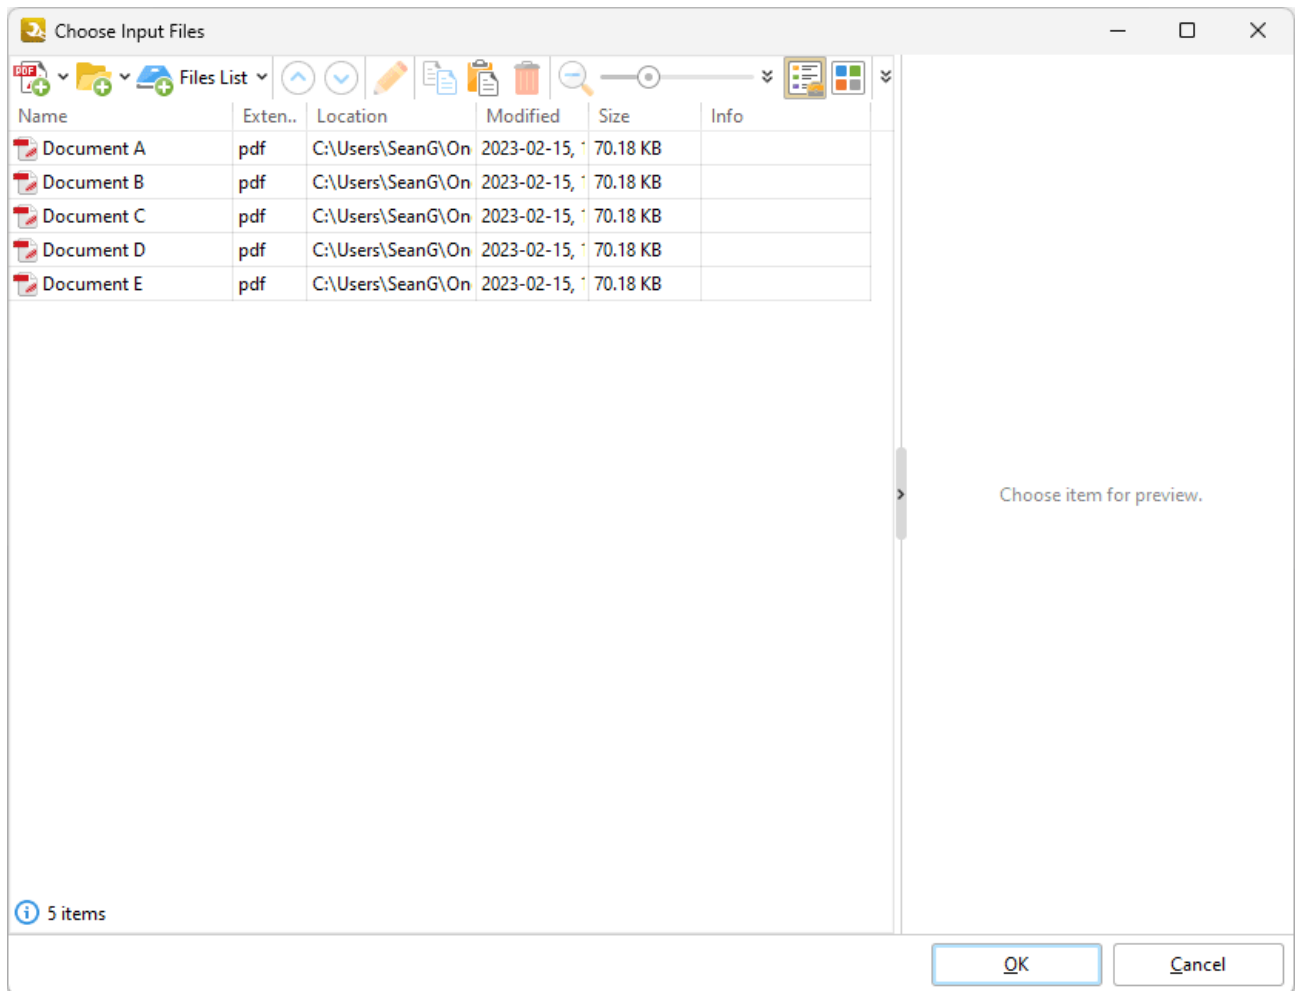 Choose Input Files
PDF Files List
Name Exten.. Location Modified Size Info
Document A pdf C:\Users\SeanG\On 2023-02-15, 70.18 KB
Document B pdf C:\Users\SeanG\On 2023-02-15, 70.18 KB
Document C pdf C:\Users\SeanG\On 2023-02-15, 70.18 KB
Document D pdf C:\Users\SeanG\On 2023-02-15, 70.18 KB
Document E pdf C:\Users\SeanG\On 2023-02-15, 70.18 KB
Choose item for preview.
5 items
OK Cancel